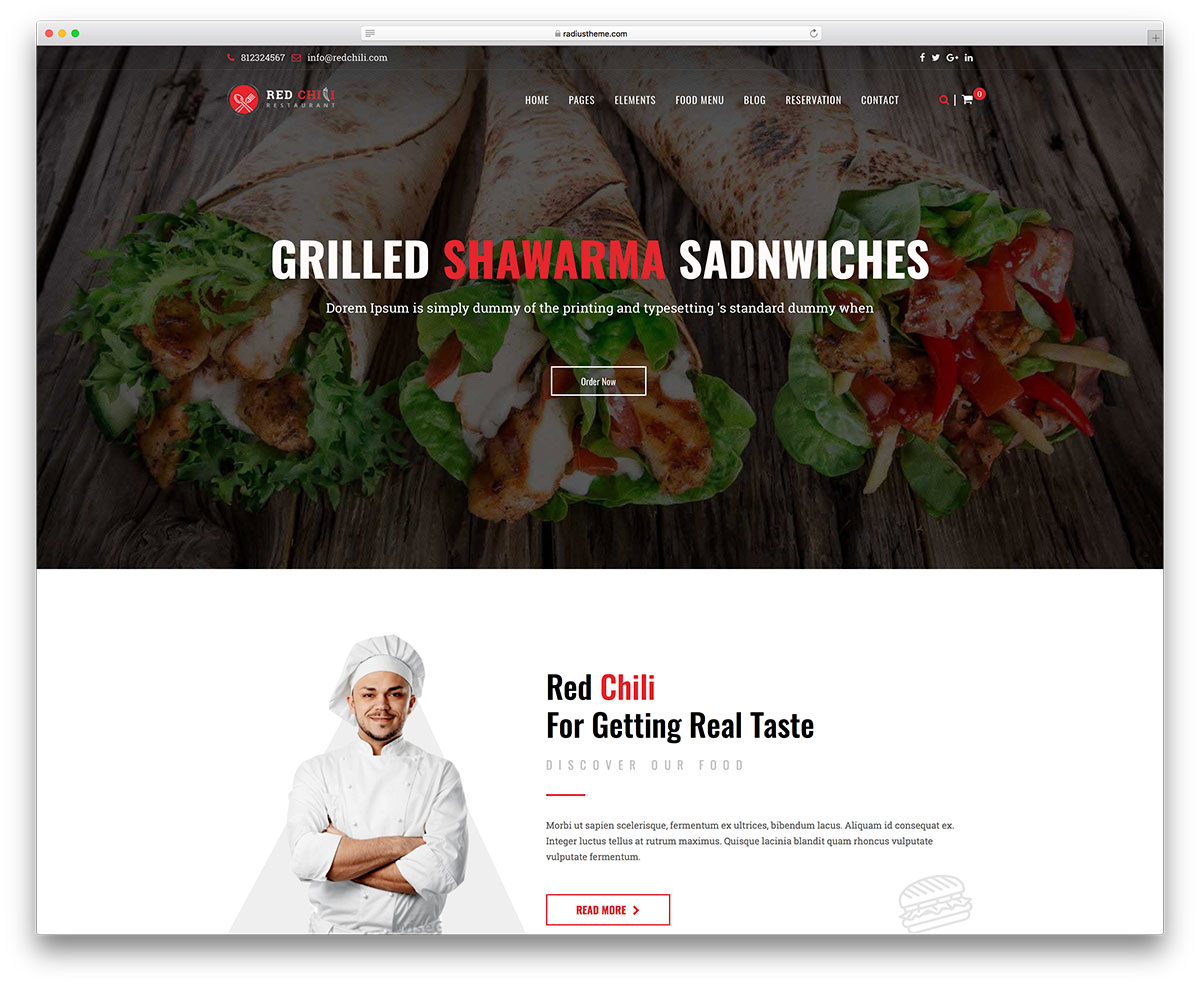 radiustheme.com
812324567 info@redchili.com
RED CHILI
RESTAURANT
HOME PAGES ELEMENTS FOOD MENU BLOG RESERVATION CONTACT 0
GRILLED SHAWARMA SADNWICHES
Dorem Ipsum is simply dummy of the printing and typesetting 's standard dummy when
Order Now
Red Chili
For Getting Real Taste
DISCOVER OUR FOOD
Morbi ut sapien scelerisque, fermentum ex ultrices, bibendum lacus. Aliquam id consequat ex.
Integer luctus tellus at rutrum maximus. Quisque lacinia blandit quam rhoncus vulputate
vulputate fermentum.
READ MORE